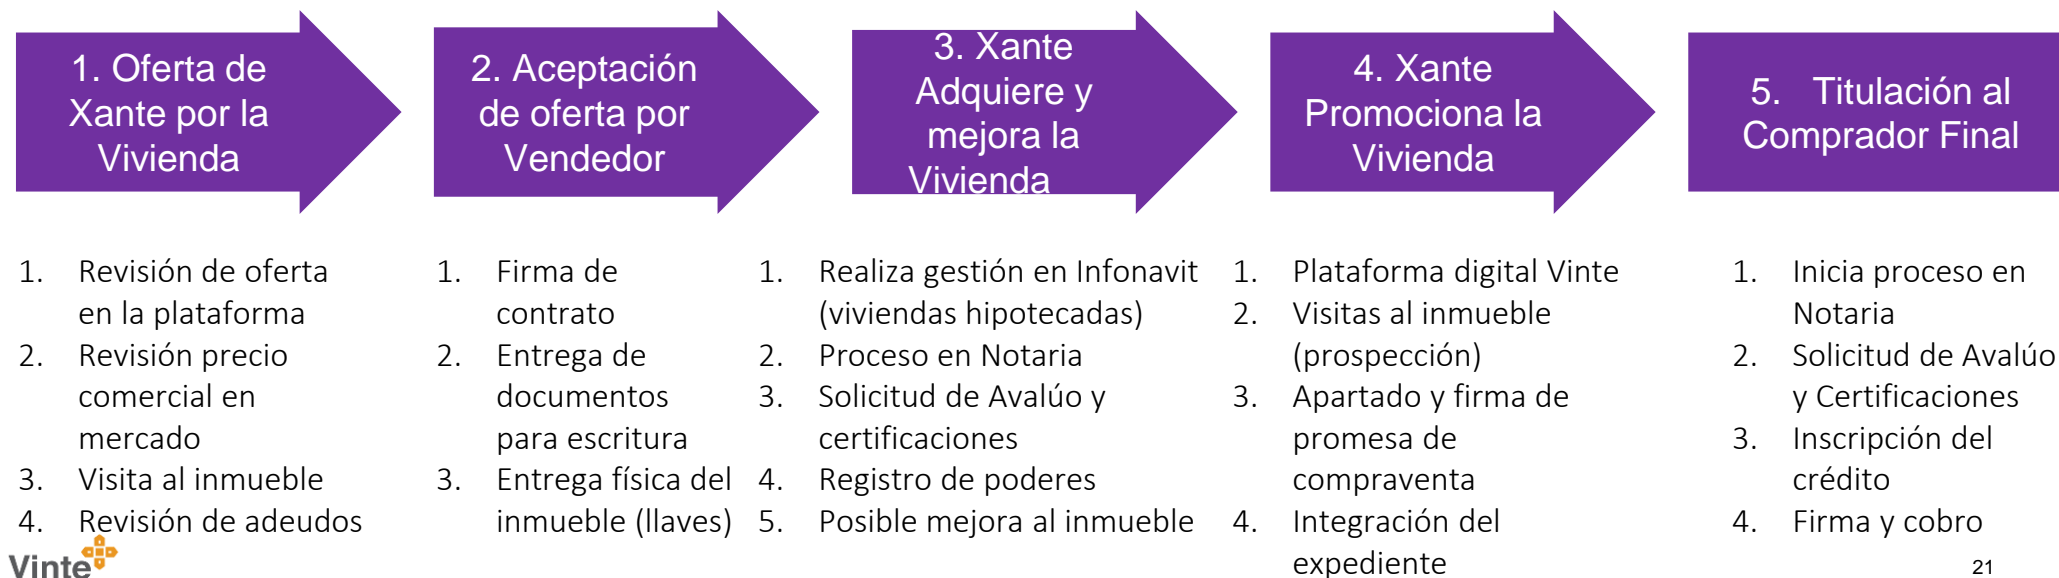 1. Oferta de
Xante por la
Vivienda
2. Aceptación
de oferta por
Vendedor
3. Xante
Adquiere y
mejora la
Vivienda
4. Xante
Promociona la
Vivienda
5. Titulación al
Comprador Final
1. Revisión de oferta
en la plataforma
2. Revisión precio
comercial en
mercado
3. Visita al inmueble
4. Revisión de adeudos
1. Firma de
contrato
2. Entrega de
documentos
para escritura
3. Entrega física del
inmueble (llaves)
1. Realiza gestión en Infonavit
(viviendas hipotecadas)
2. Proceso en Notaria
3. Solicitud de Avalúo y
certificaciones
4. Registro de poderes
5. Posible mejora al inmueble
1. Plataforma digital Vinte
2. Visitas al inmueble
(prospección)
3. Apartado y firma de
promesa de
compraventa
4. Integración del
expediente
1. Inicia proceso en
Notaria
2. Solicitud de Avalúo
y Certificaciones
3. Inscripción del
crédito
4. Firma y cobro
Vinte
21